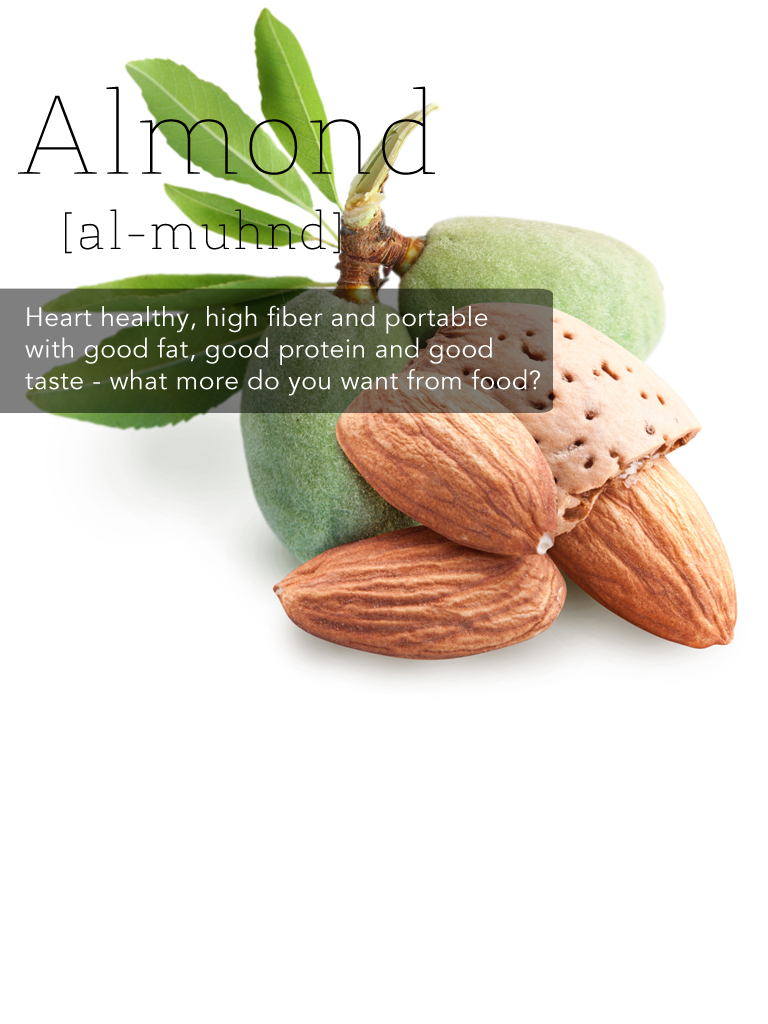 Almond
[al-muhnd]
Heart healthy, high fiber and portable
with good fat, good protein and good
taste - what more do you want from food?